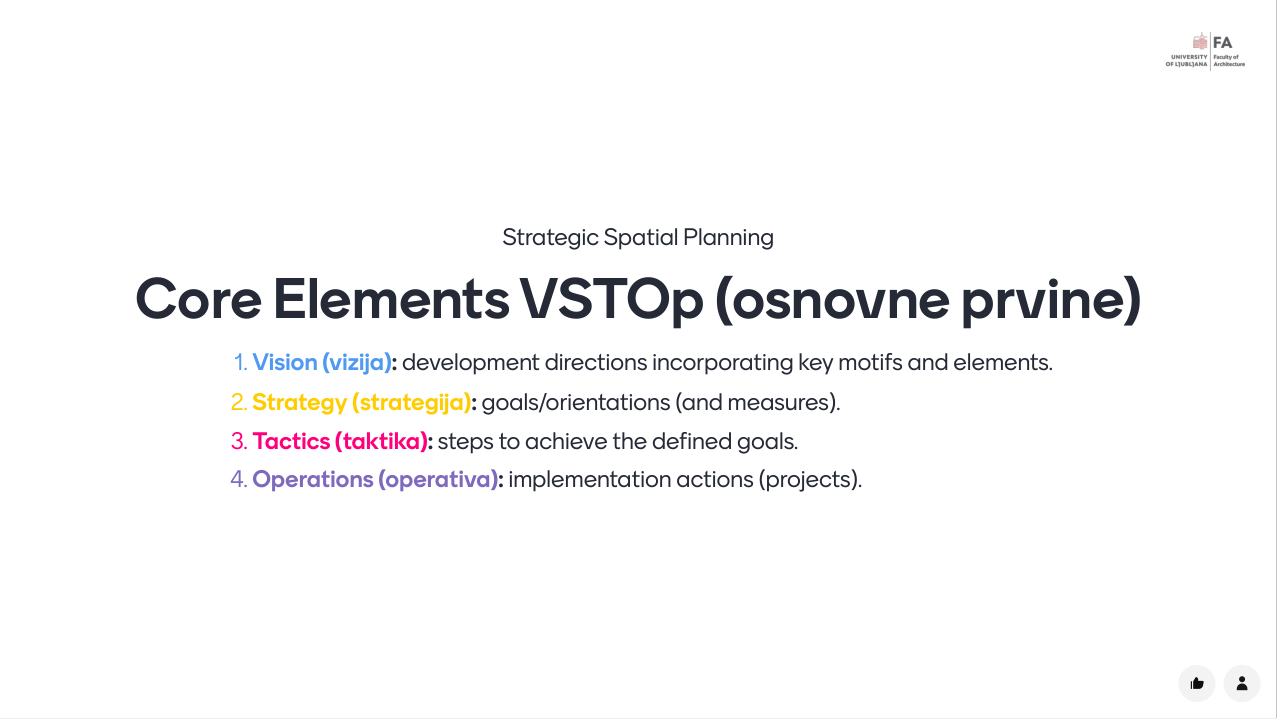 FA
UNIVERSITY
OF LJUBLJANA
Faculty of
Architecture
Strategic Spatial Planning
Core Elements VSTOp (osnovne prvine)
1. Vision (vizija): development directions incorporating key motifs and elements.
2. Strategy (strategija): goals/orientations (and measures).
3. Tactics (taktika): steps to achieve the defined goals.
4. Operations (operativa): implementation actions (projects).